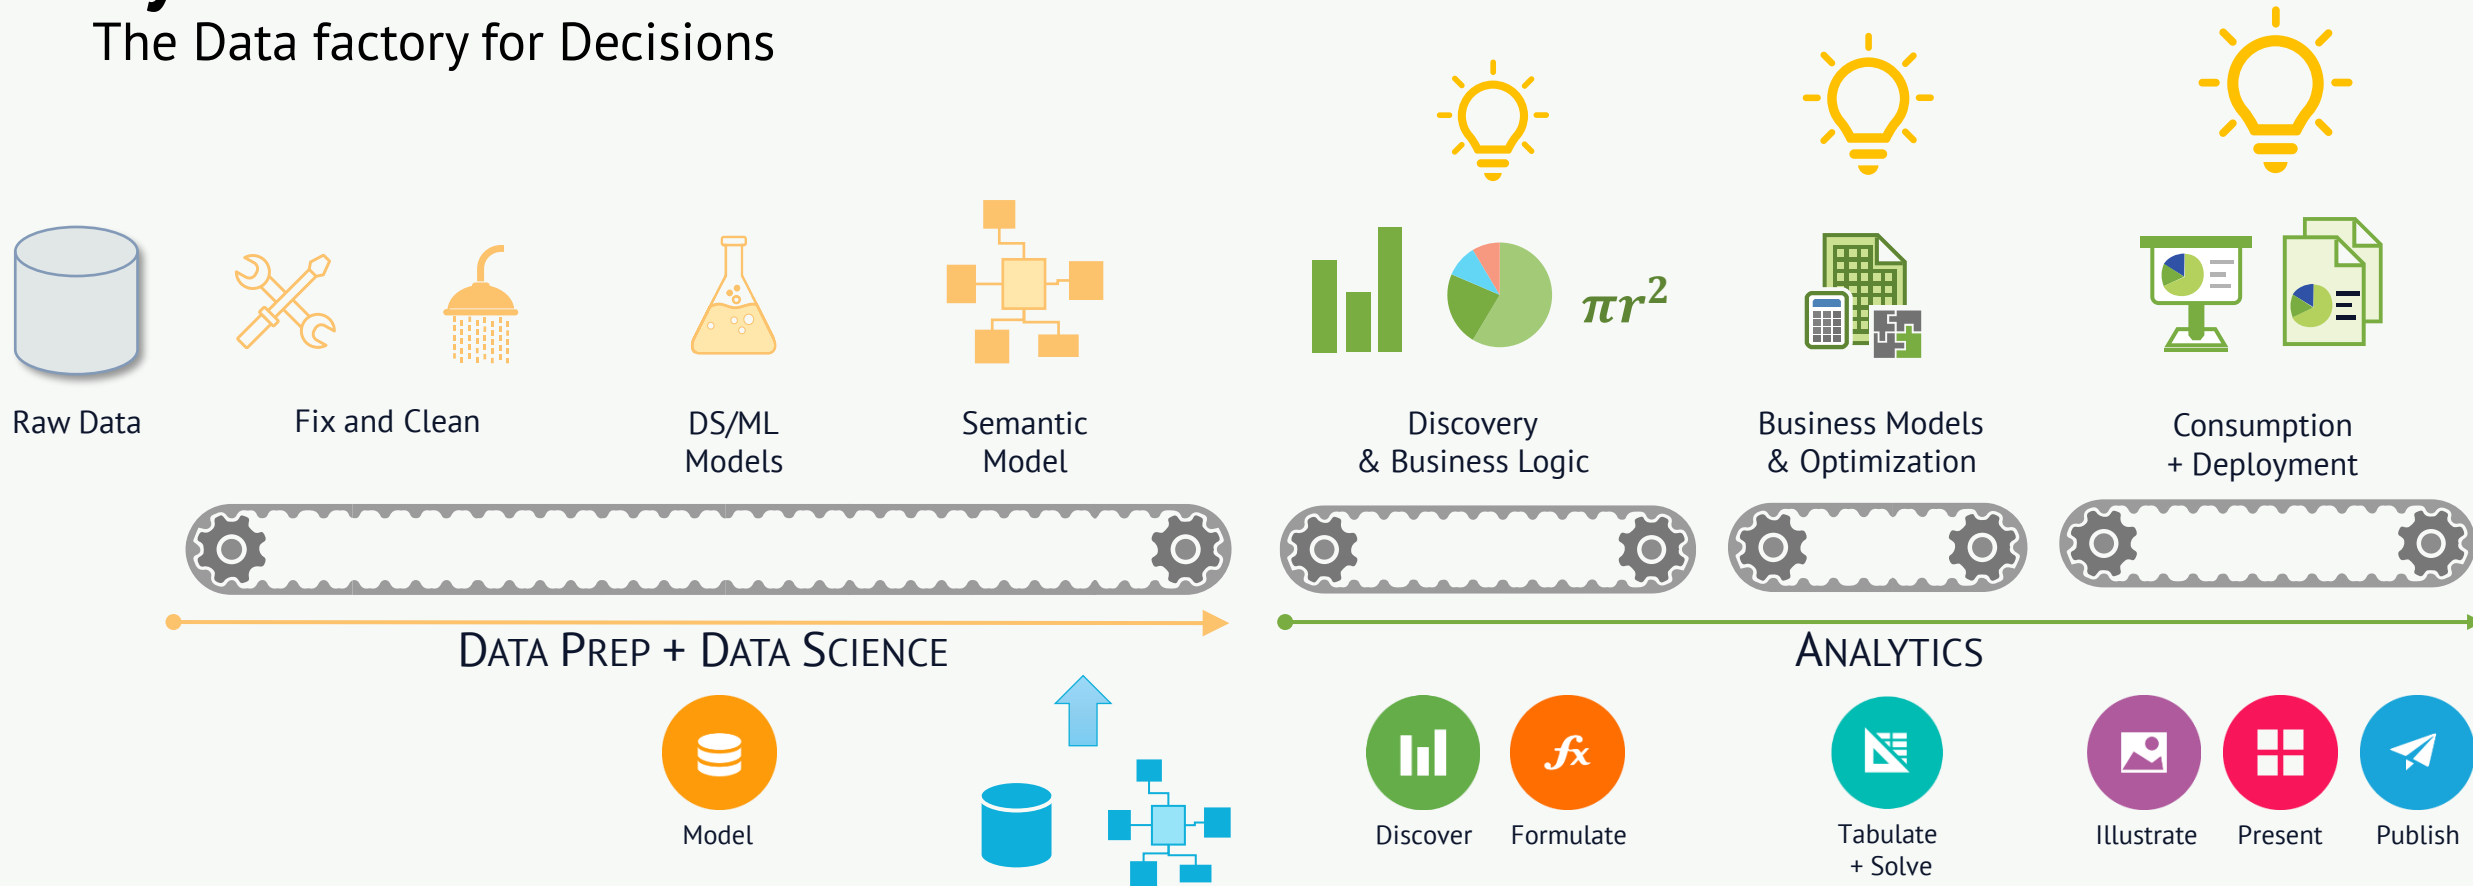 The Data factory for Decisions
πr²
Raw Data
Fix and Clean
DS/ML
Models
Semantic
Model
Discovery
& Business Logic
Business Models
& Optimization
Consumption
+ Deployment
DATA PREP + DATA SCIENCE
ANALYTICS
fx
Model
Discover
Formulate
Tabulate
+ Solve
Illustrate
Present
Publish